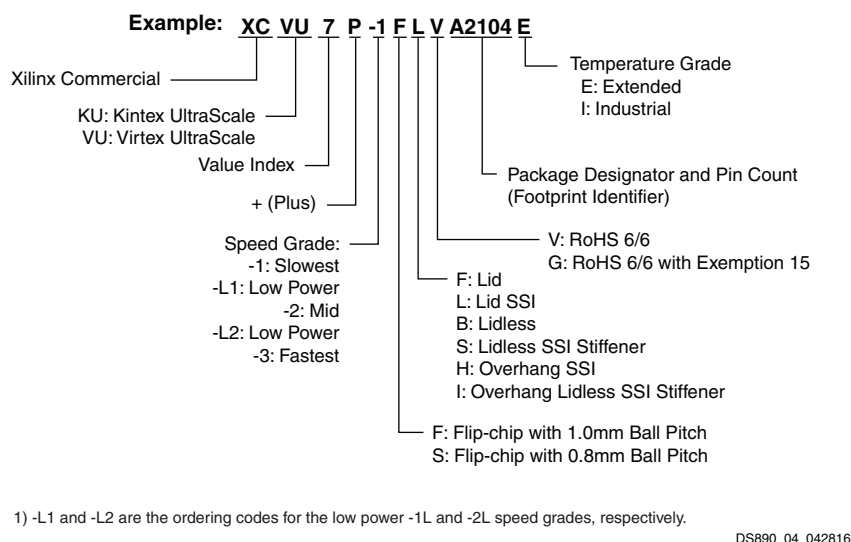 Example: XC VU 7 P -1 F L V A2104 E
Xilinx Commercial
KU: Kintex UltraScale
VU: Virtex UltraScale
Value Index
+ (Plus)
Speed Grade:
-1: Slowest
-L1: Low Power
-2: Mid
-L2: Low Power
-3: Fastest
Temperature Grade
E: Extended
I: Industrial
Package Designator and Pin Count
(Footprint Identifier)
V: RoHS 6/6
G: RoHS 6/6 with Exemption 15
F: Lid
L: Lid SSI
B: Lidless
S: Lidless SSI Stiffener
H: Overhang SSI
I: Overhang Lidless SSI Stiffener
F: Flip-chip with 1.0mm Ball Pitch
S: Flip-chip with 0.8mm Ball Pitch
1) -L1 and -L2 are the ordering codes for the low power -1L and -2L speed grades, respectively.
DS890_04_042816